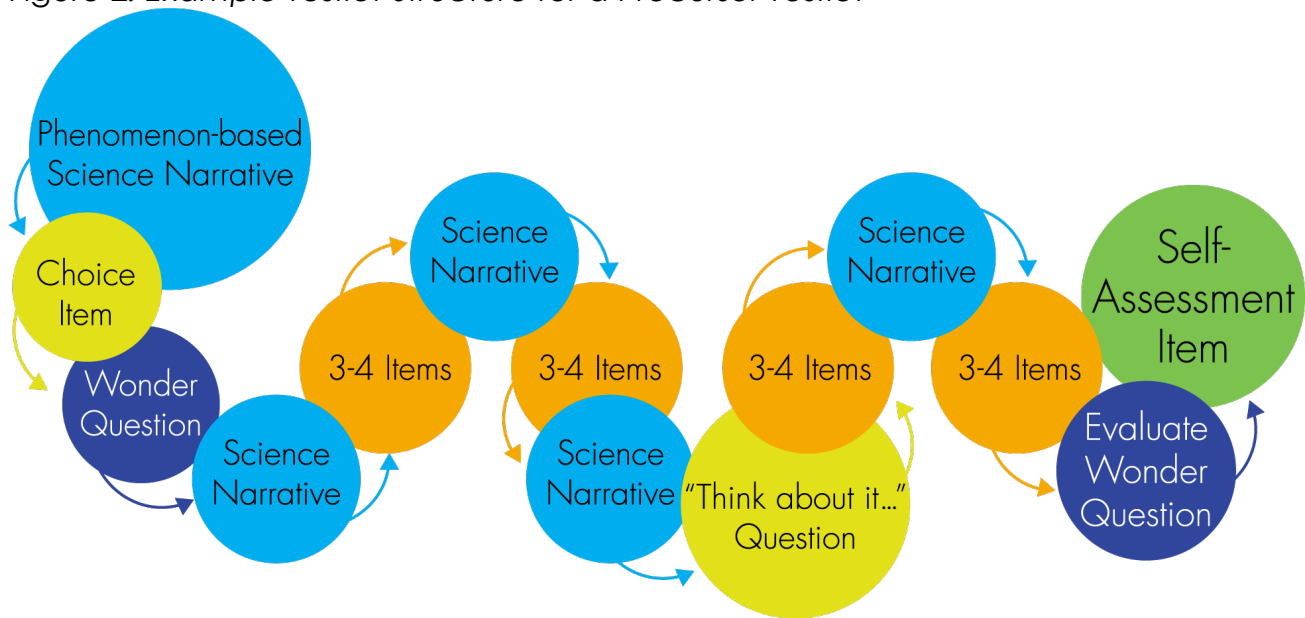 Phenomenon-based
Science Narrative
Choice
Item
Wonder
Question
Science
Narrative
3-4 Items
Science
Narrative
3-4 Items
Science
Narrative
"Think about it..."
Question
3-4 Items
Science
Narrative
3-4 Items
Evaluate
Wonder
Question
Self-
Assessment
Item